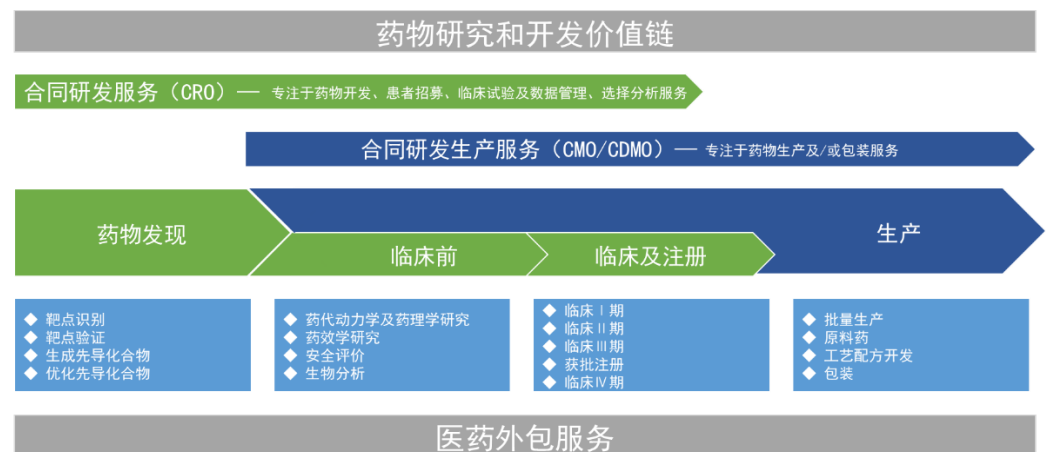 药物研究和开发价值链
合同研发服务（CRO）— 专注于药物开发、患者招募、临床试验及数据管理、选择分析服务
合同研发生产服务（CMO/CDMO）— 专注于药物生产及/或包装服务
药物发现
临床前
临床及注册
生产
◆ 靶点识别
◆ 靶点验证
◆ 生成先导化合物
◆ 优化先导化合物
◆ 药代动力学及药理学研究
◆ 药效学研究
◆ 安全评价
◆ 生物分析
◆ 临床Ⅰ期
◆ 临床Ⅱ期
◆ 临床Ⅲ期
◆ 获批注册
◆ 临床Ⅳ期
◆ 批量生产
◆ 原料药
◆ 工艺配方开发
◆ 包装
医药外包服务